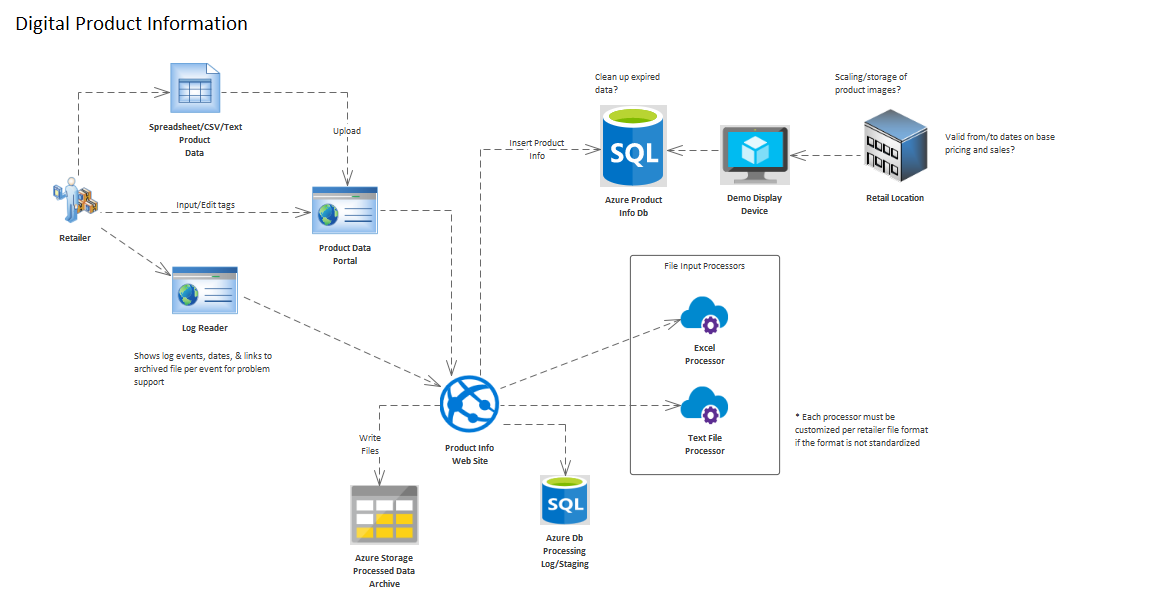 Digital Product Information
Clean up expired
data?
Scaling/storage of
product images?
Spreadsheet/CSV/Text
Product
Data
Upload
Insert Product
Info
SQL
Valid from/to dates on base
pricing and sales?
Input/Edit tags
Retailer
Product Data
Portal
Azure Product
Info Db
Demo Display
Device
Retail Location
Log Reader
Shows log events, dates, & links to
archived file per event for problem
support
File Input Processors
Excel
Processor
Text File
Processor
* Each processor must be
customized per retailer file format
if the format is not standardized
Write
Files
Product Info
Web Site
SQL
Azure Storage
Processed Data
Archive
Azure Db
Processing
Log/Staging